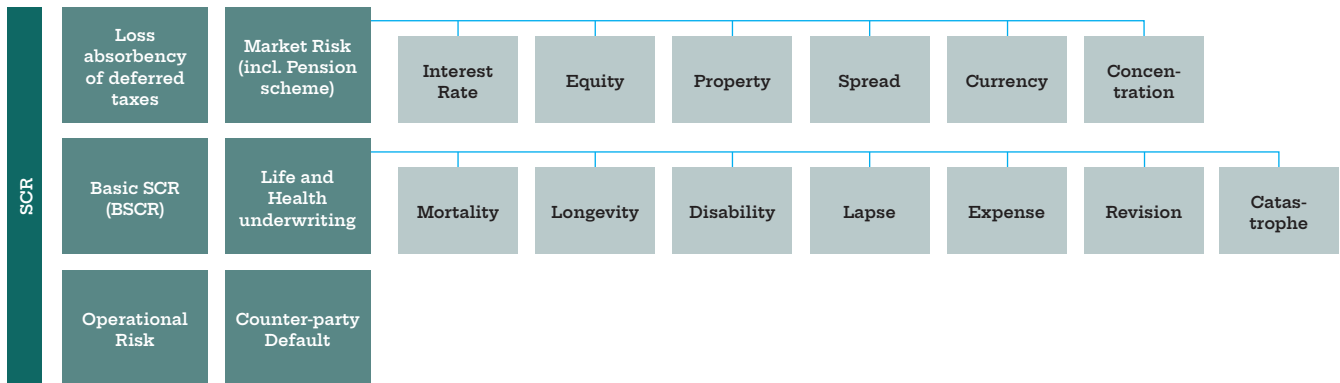 SCR
Loss
absorbency
of deferred
taxes
Market Risk
(incl. Pension
scheme)
Interest
Rate
Equity
Property
Spread
Currency
Concen-
tration
Basic SCR
(BSCR)
Life and
Health
underwriting
Mortality
Longevity
Disability
Lapse
Expense
Revision
Catas-
trophe
Operational
Risk
Counter-party
Default